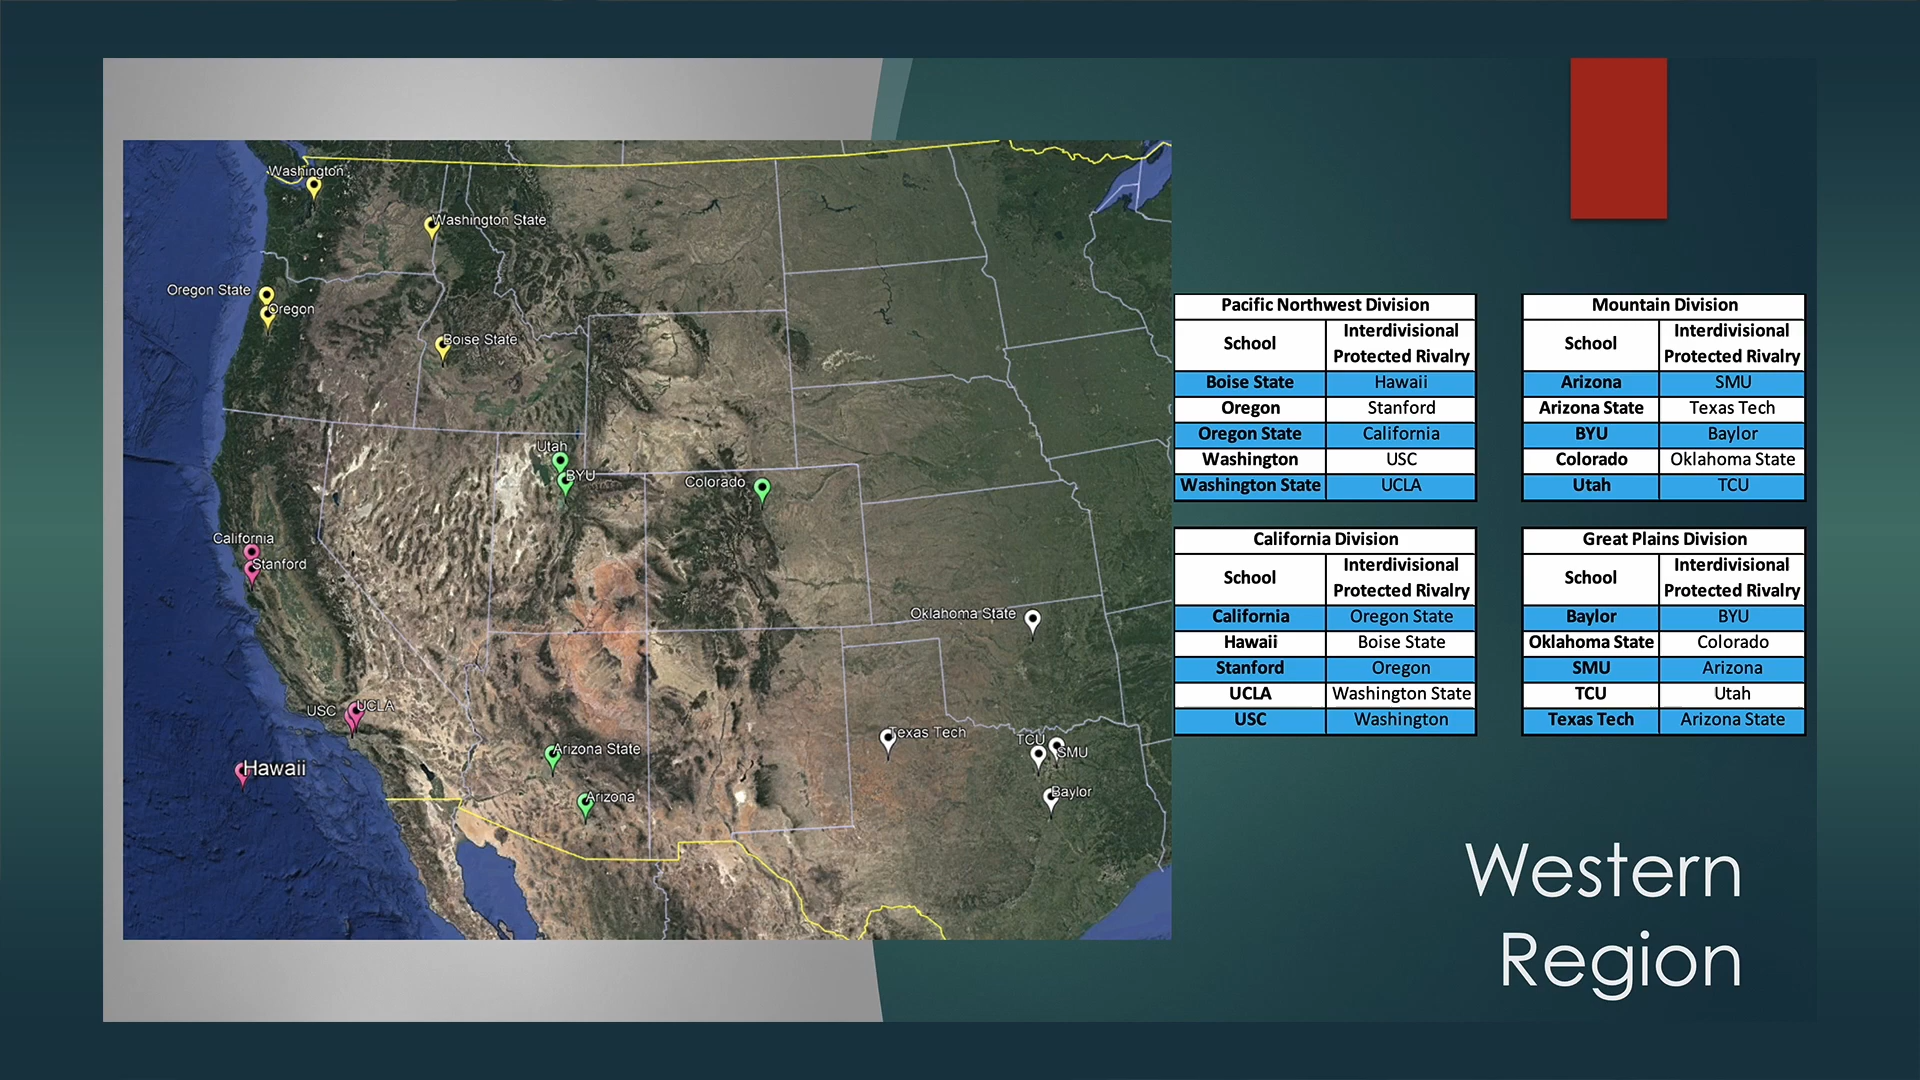 Washington
Washington State
Oregon State
Oregon
Boise State
Utah
BYU
Colorado
California
Stanford
Oklahoma State
USC
UCLA
Texas Tech
TCU
SMU
Arizona State
Hawaii
Baylor
Arizona
Pacific Northwest Division
School
Interdivisional
Protected Rivalry
Boise State Hawaii
Oregon Stanford
Oregon State California
Washington USC
Washington State UCLA
Mountain Division
School
Interdivisional
Protected Rivalry
Arizona SMU
Arizona State Texas Tech
BYU Baylor
Colorado Oklahoma State
Utah TCU
California Division
School
Interdivisional
Protected Rivalry
California Oregon State
Hawaii Boise State
Stanford Oregon
UCLA Washington State
USC Washington
Great Plains Division
School
Interdivisional
Protected Rivalry
Baylor BYU
Oklahoma State Colorado
SMU Arizona
TCU Utah
Texas Tech Arizona State
Western
Region